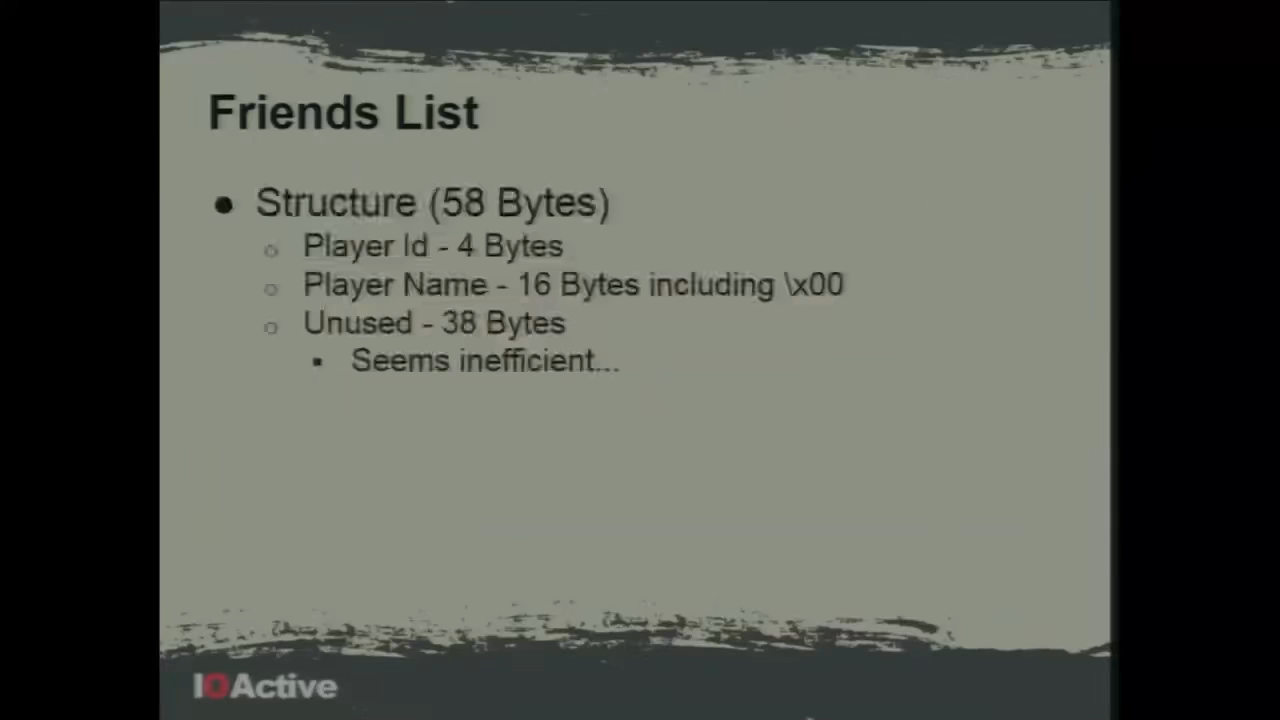 Friends List
● Structure (58 Bytes)
○ Player Id - 4 Bytes
○ Player Name - 16 Bytes including \x00
○ Unused - 38 Bytes
▪ Seems inefficient...
IOActive